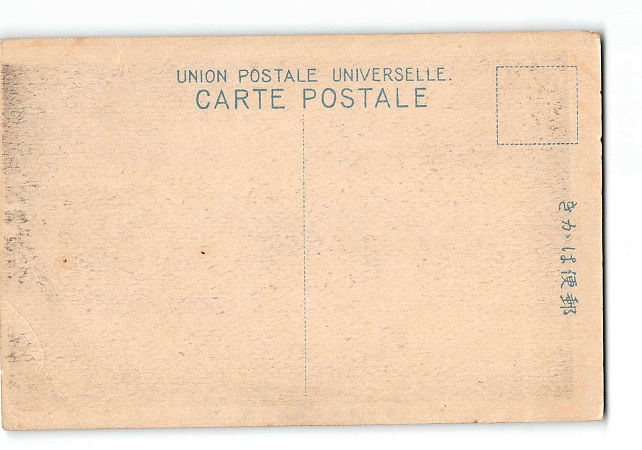 UNION POSTALE UNIVERSELLE.
CARTE POSTALE
きかは便郵